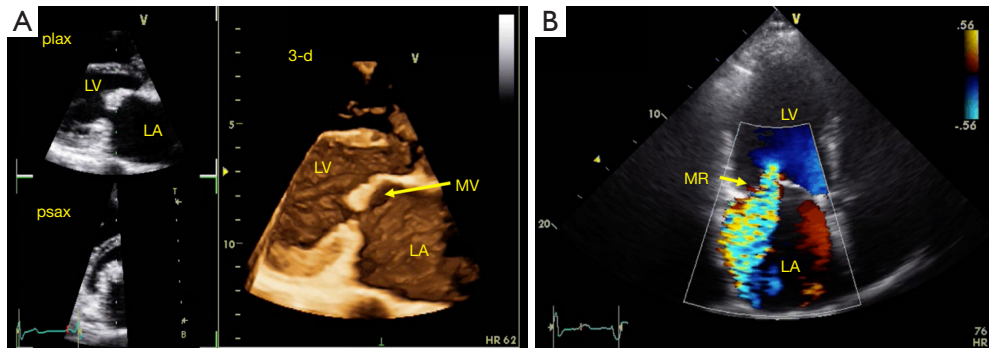 A
V
plax
LV
LA
psax
T
B
3-d
V
5
LV
MV
LA
10
HR 62
B
V
.56
-.56
10
LV
MR
20
LA
76
HR